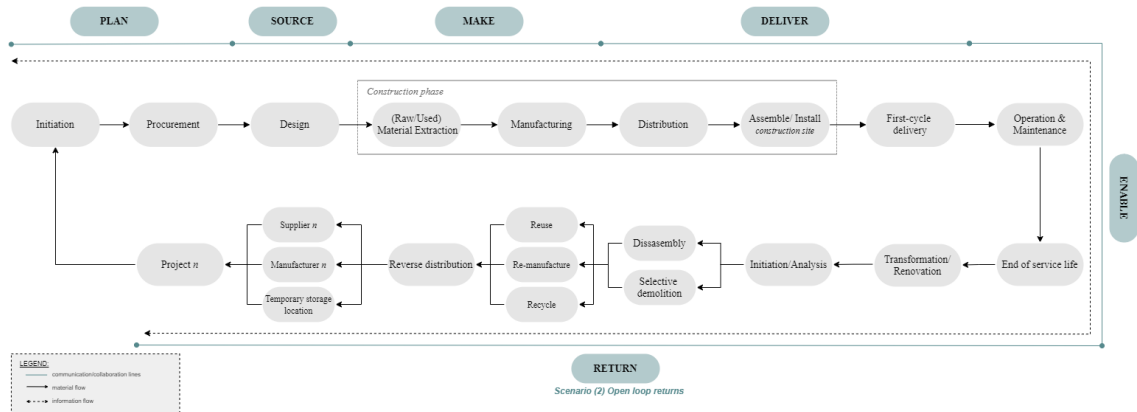 PLAN
SOURCE
MAKE
DELIVER
Construction phase
Initiation
Procurement
Design
(Raw/Used)
Material Extraction
Manufacturing
Distribution
Assemble/ Install
construction site
First-cycle
delivery
Operation &
Maintenance
ENABLE
Supplier n
Manufacturer n
Temporary storage
location
Project n
Reverse distribution
Reuse
Re-manufacture
Recycle
Dissasembly
Selective
demolition
Initiation/Analysis
Transformation/
Renovation
End of service life
LEGEND:
communication/collaboration lines
material flow
information flow
RETURN
Scenario (2) Open loop returns